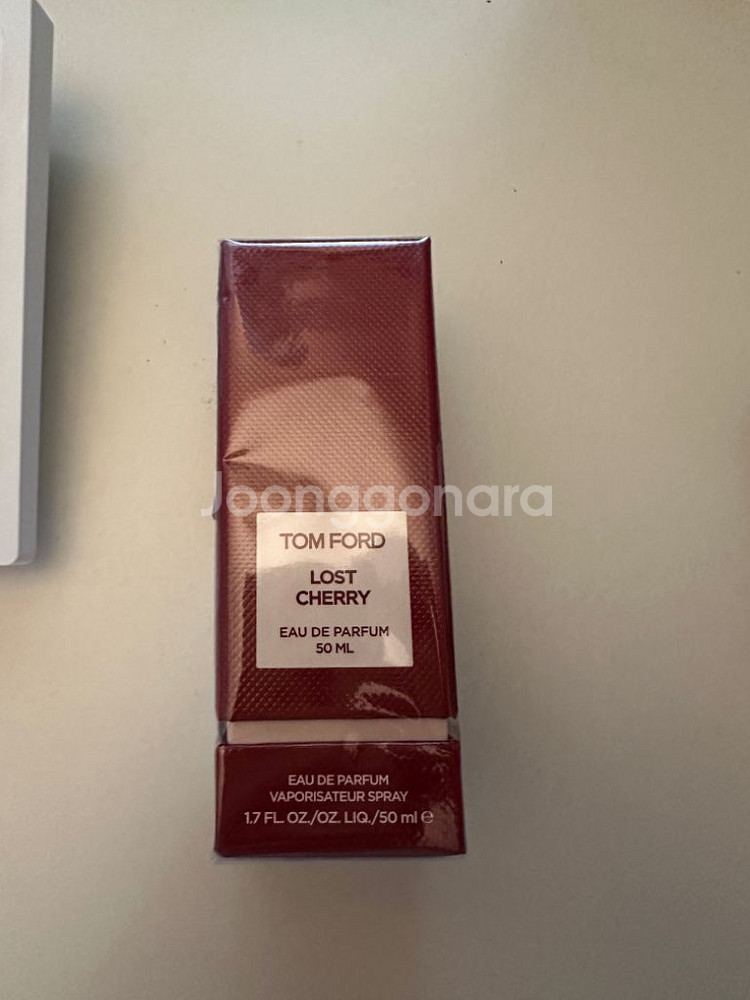 Joonggonara
TOM FORD
LOST
CHERRY
EAU DE PARFUM
50 ML
EAU DE PARFUM
VAPORISATEUR SPRAY
1.7 FL. OZ./OZ. LIQ./50 ml ℮